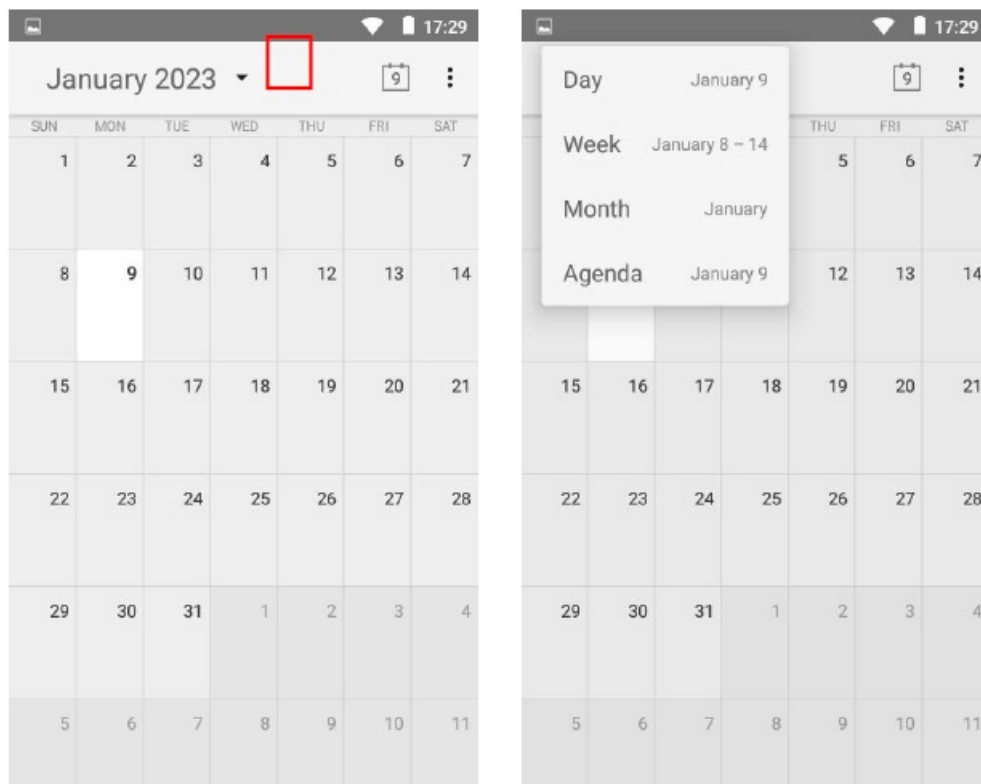 17:29
January 2023
9
SUN MON TUE WED THU FRI SAT
1 2 3 4 5 6 7
8 9 10 11 12 13 14
15 16 17 18 19 20 21
22 23 24 25 26 27 28
29 30 31 1 2 3 4
5 6 7 8 9 10 11
17:29
9
Day January 9
Week January 8 – 14
Month January
Agenda January 9
THU FRI SAT
5 6 7
12 13 14
15 16 17 18 19 20 21
22 23 24 25 26 27 28
29 30 31 1 2 3 4
5 6 7 8 9 10 11